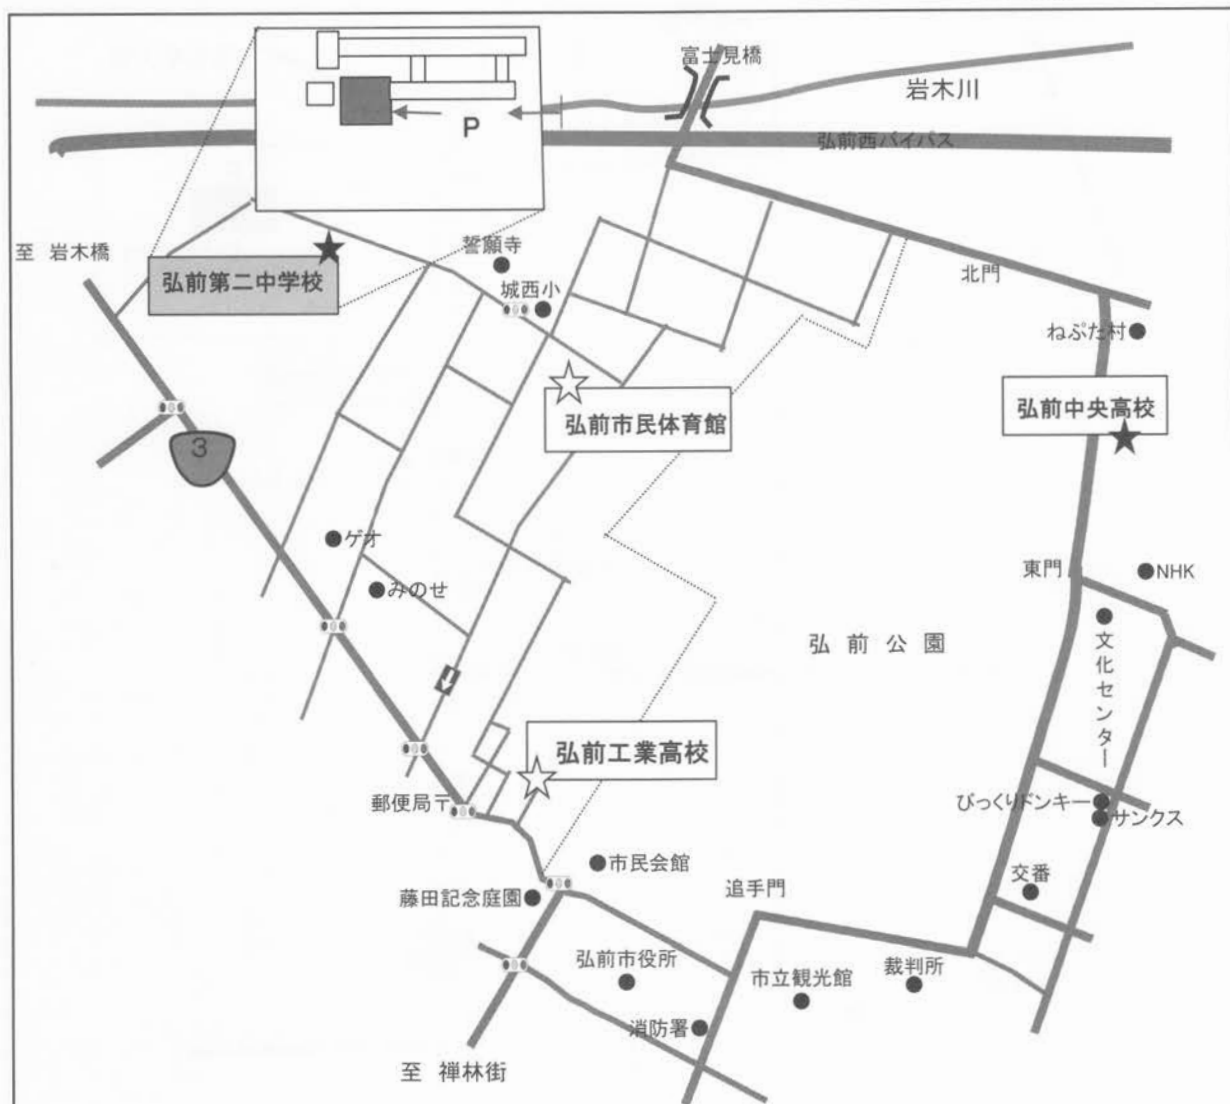 富士見橋
岩木川
P
弘前西バイパス
至 岩木橋
誓願寺
弘前第二中学校
北門
城西小
ねぷた村
弘前市民体育館
弘前中央高校
3
ゲオ
東門
NHK
みのせ
弘前公園
文化センター
弘前工業高校
郵便局〒
びっくりドンキー
サンクス
市民会館
交番
追手門
藤田記念庭園
弘前市役所
市立観光館
裁判所
消防署
至 禅林街